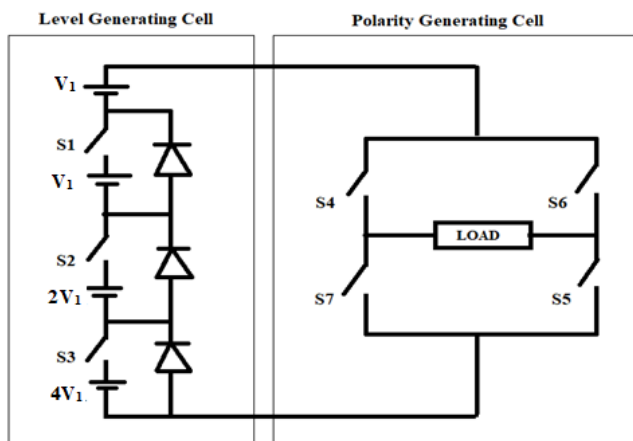 Level Generating Cell
Polarity Generating Cell
V1
S1
V1
S2
2V1
S3
4V1.
S4
S6
LOAD
S7
S5